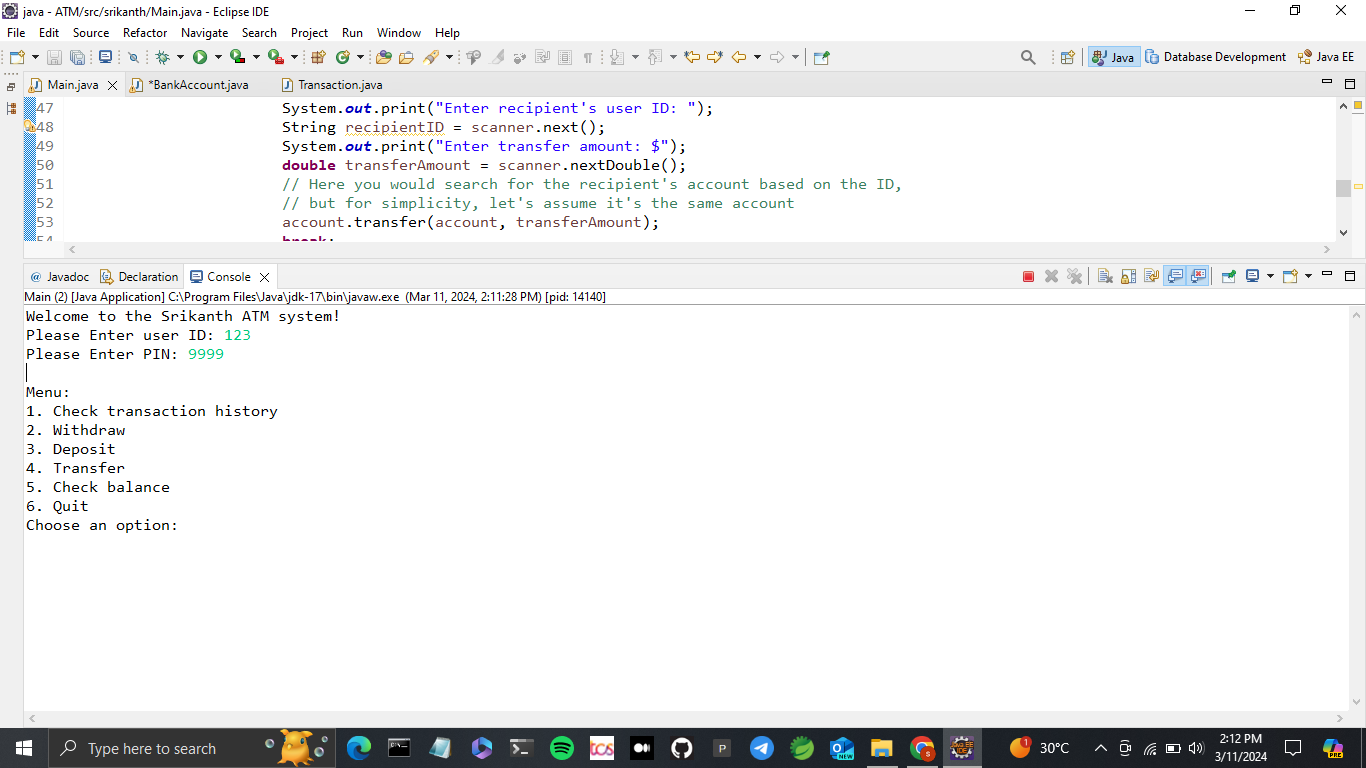 java - ATM/src/srikanth/Main.java - Eclipse IDE
File Edit Source Refactor Navigate Search Project Run Window Help
Java Database Development Java EE
Main.java *BankAccount.java Transaction.java
47 System.out.print("Enter recipient's user ID: ");
48 String recipientID = scanner.next();
49 System.out.print("Enter transfer amount: $");
50 double transferAmount = scanner.nextDouble();
51 // Here you would search for the recipient's account based on the ID,
52 // but for simplicity, let's assume it's the same account
53 account.transfer(account, transferAmount);
54 break;
@ Javadoc Declaration Console
Main (2) [Java Application] C:\Program Files\Java\jdk-17\bin\javaw.exe (Mar 11, 2024, 2:11:28 PM) [pid: 14140]
Welcome to the Srikanth ATM system!
Please Enter user ID: 123
Please Enter PIN: 9999
Menu:
1. Check transaction history
2. Withdraw
3. Deposit
4. Transfer
5. Check balance
6. Quit
Choose an option:
Type here to search
tcs
P
NEW
1
30°C
2:12 PM
3/11/2024
PRE